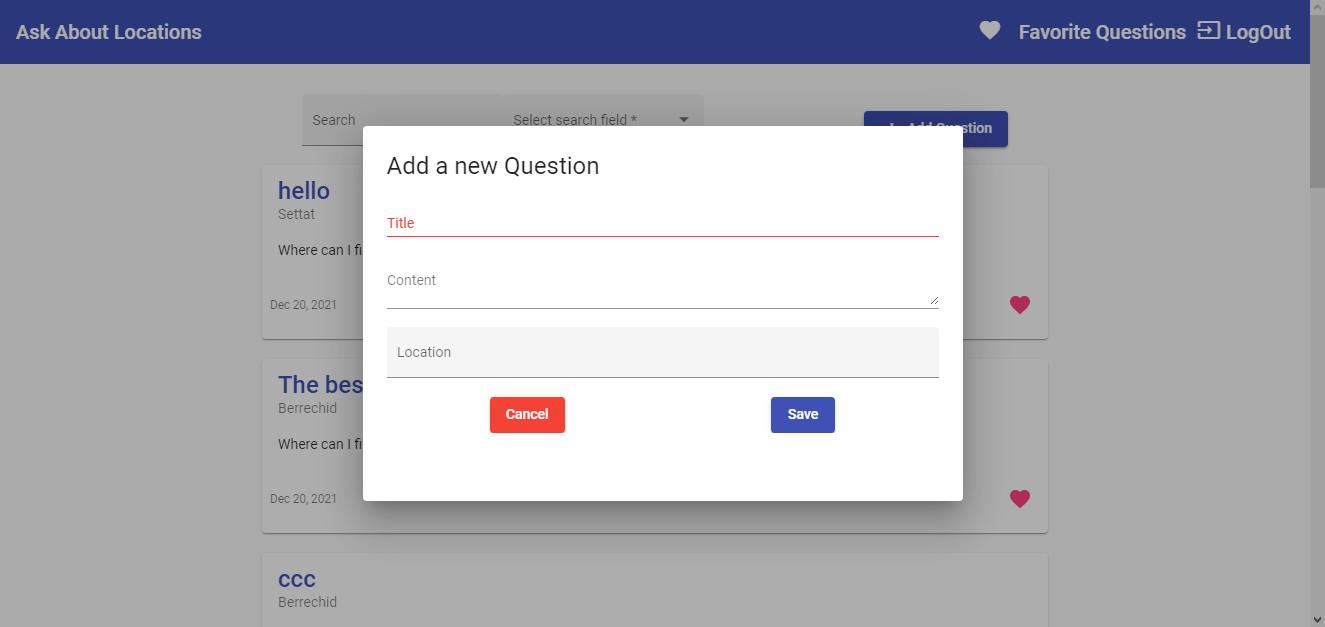 Ask About Locations
Favorite Questions
LogOut
Search
Select search field *
Add Question
Add a new Question
Title
Content
Location
Cancel
Save
hello
Settat
Where can I fi
Dec 20, 2021
The bes
Berrechid
Where can I fi
Dec 20, 2021
ccc
Berrechid